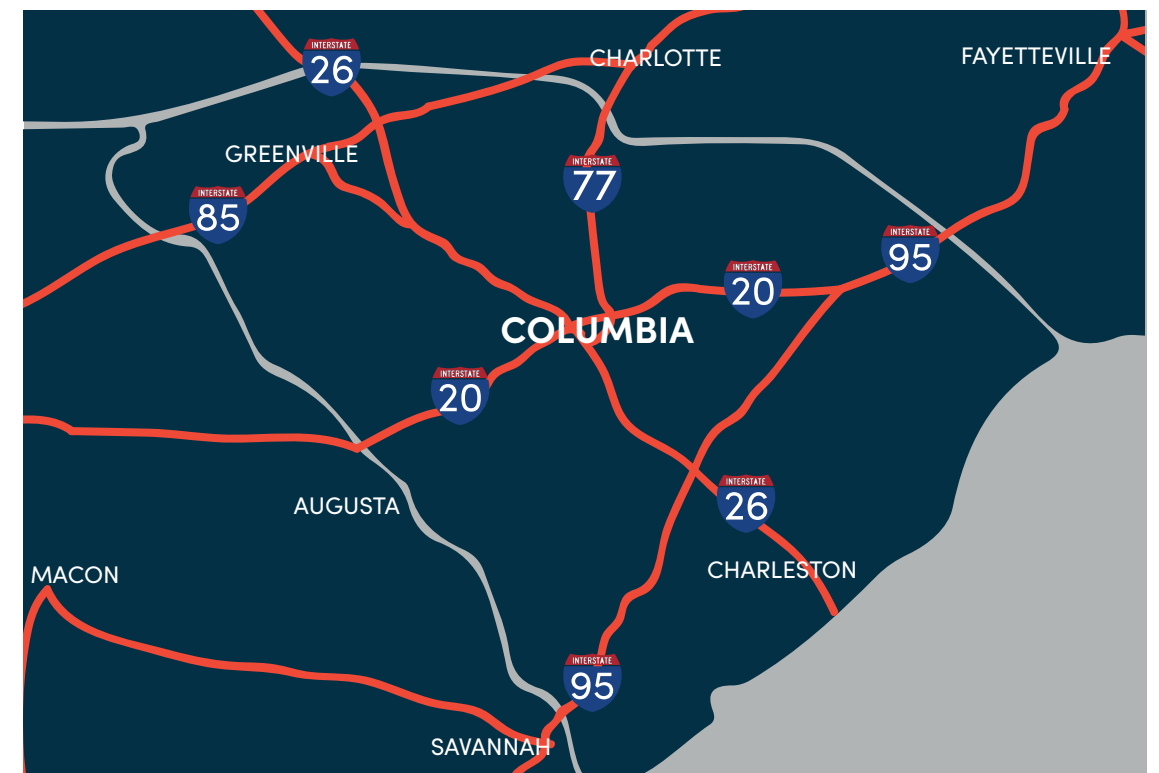 INTERSTATE
26
CHARLOTTE
FAYETTEVILLE
GREENVILLE
INTERSTATE
77
INTERSTATE
85
INTERSTATE
95
INTERSTATE
20
COLUMBIA
INTERSTATE
20
INTERSTATE
26
AUGUSTA
CHARLESTON
MACON
INTERSTATE
95
SAVANNAH